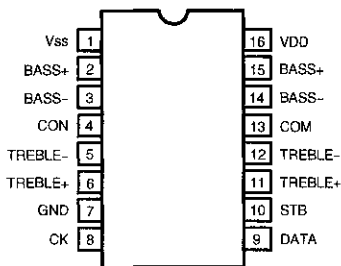 Vss 1 16 VDD
BASS+ 2 15 BASS+
BASS- 3 14 BASS-
CON 4 13 COM
TREBLE- 5 12 TREBLE-
TREBLE+ 6 11 TREBLE+
GND 7 10 STB
CK 8 9 DATA